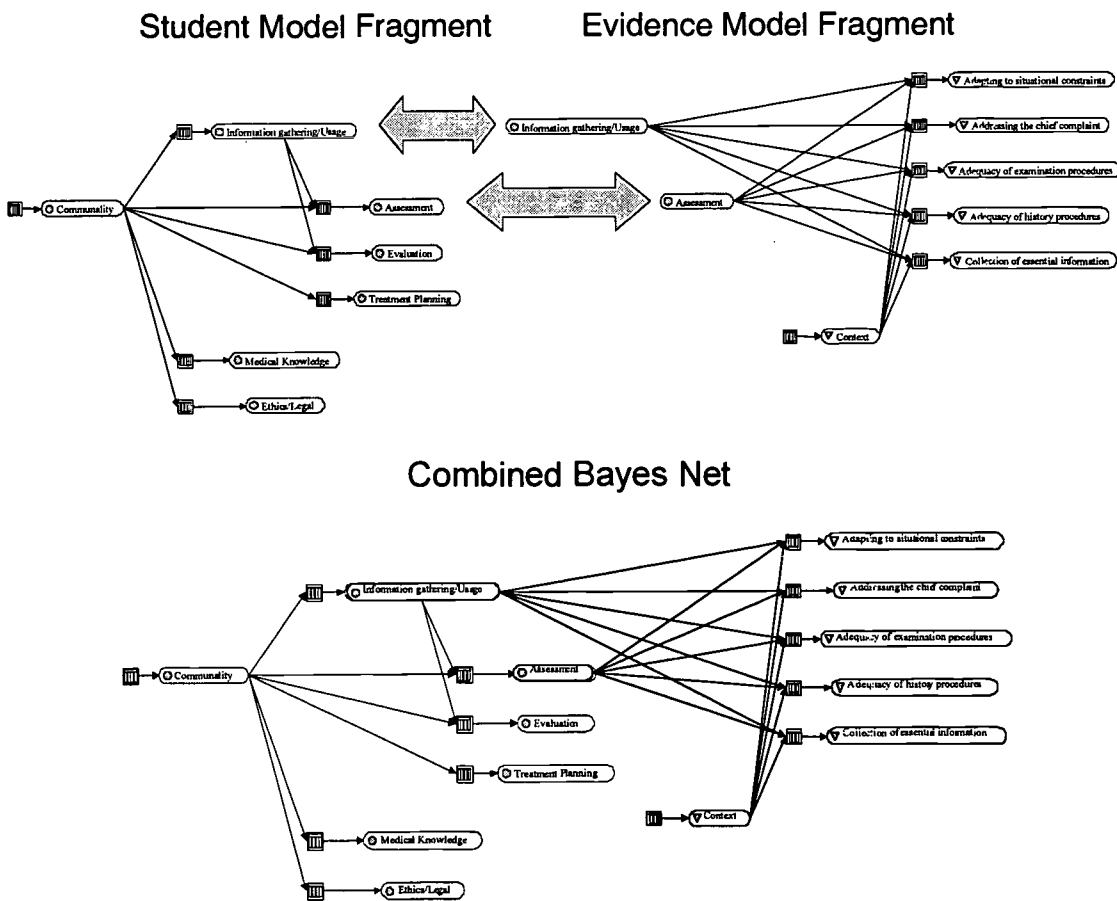 Student Model Fragment
Evidence Model Fragment
Information gathering/Usage
Communality
Assessment
Evaluation
Treatment Planning
Medical Knowledge
Ethics/Legal
Information gathering/Usage
Assessment
Context
Adapting to situational constraints
Addressing the chief complaint
Adequacy of examination procedures
Adequacy of history procedures
Collection of essential information
Combined Bayes Net
Information gathering/Usage
Communality
Assessment
Evaluation
Treatment Planning
Medical Knowledge
Ethics/Legal
Context
Adapting to situational constraints
Addressing the chief complaint
Adequacy of examination procedures
Adequacy of history procedures
Collection of essential information